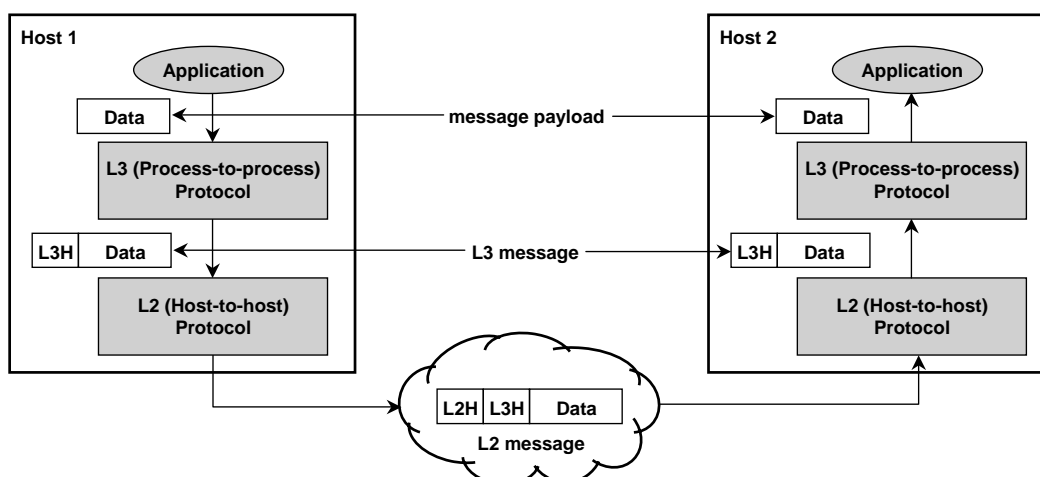 Host 1
Host 2
Application
Application
Data
message payload
Data
L3 (Process-to-process)
Protocol
L3 (Process-to-process)
Protocol
L3H Data
L3 message
L3H Data
L2 (Host-to-host)
Protocol
L2 (Host-to-host)
Protocol
L2H L3H Data
L2 message